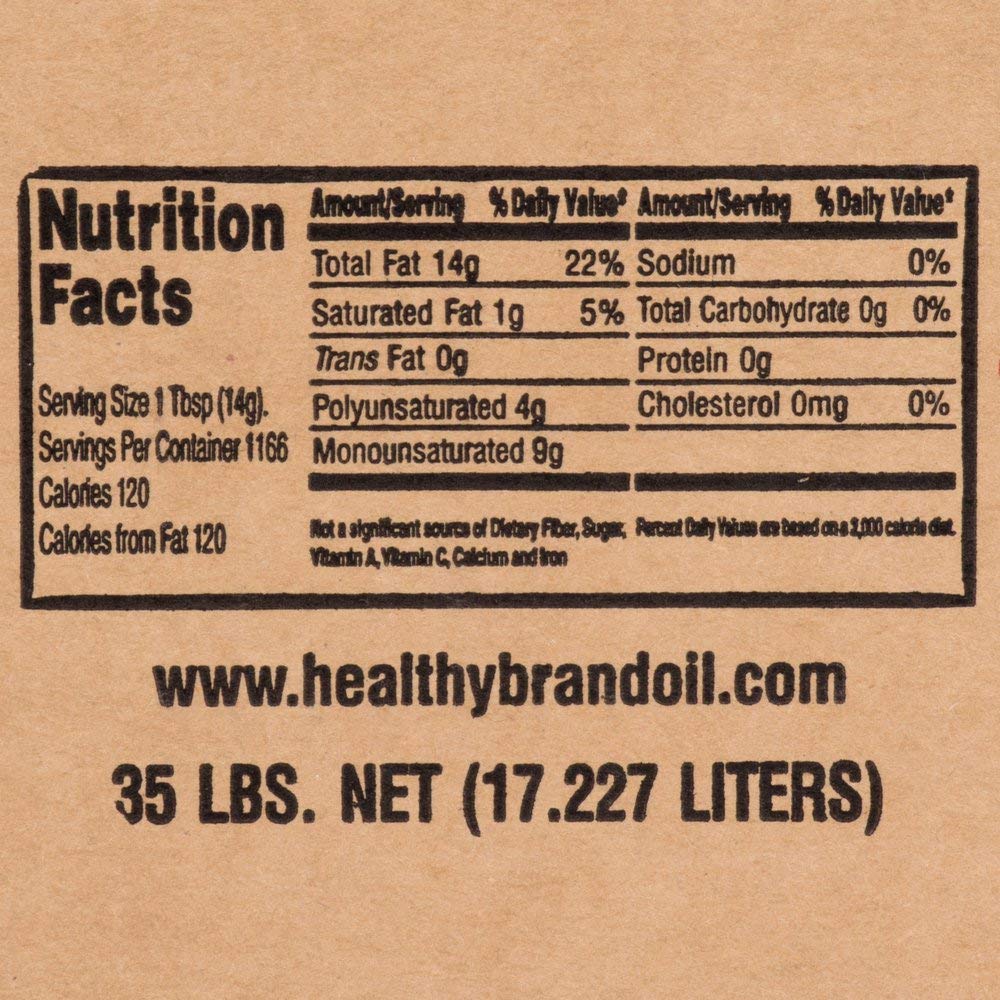 Nutrition
Facts
Serving Size 1 Tbsp (14g).
Servings Per Container 1166
Calories 120
Calories from Fat 120
Amount/Serving % Daily Value*
Total Fat 14g 22%
Saturated Fat 1g 5%
Trans Fat 0g
Polyunsaturated 4g
Monounsaturated 9g
Not a significant source of Dietary Fiber, Sugar,
Vitamin A, Vitamin C, Calcium and Iron
Amount/Serving % Daily Value*
Sodium 0%
Total Carbohydrate 0g 0%
Protein 0g
Cholesterol 0mg 0%
Percent Daily Values are based on a 2,000 calorie diet.
www.healthybrandoil.com
35 LBS. NET (17.227 LITERS)